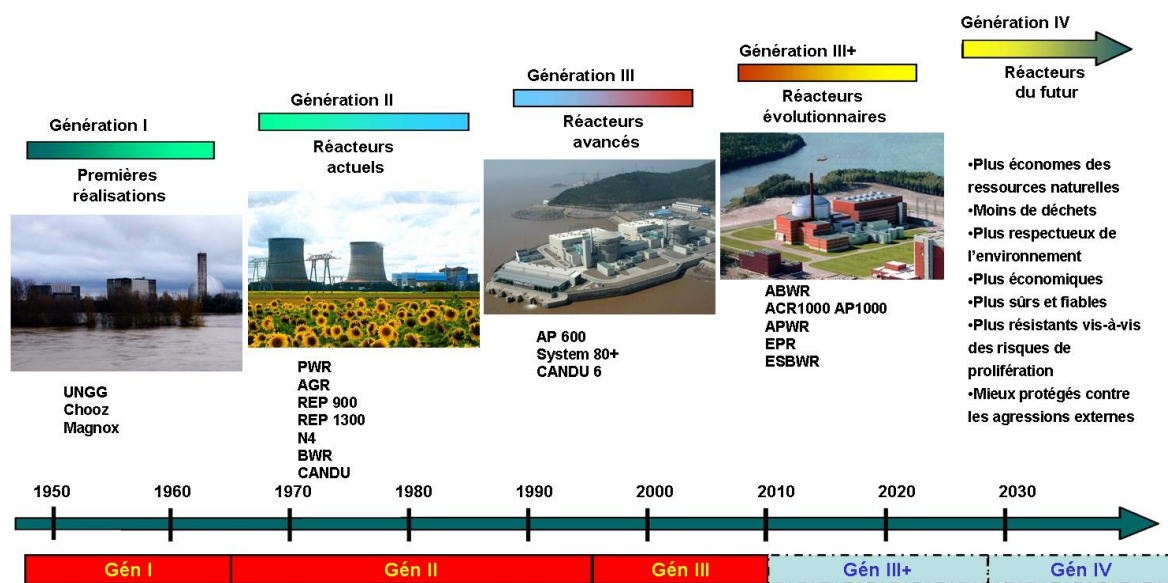 Génération I
Premières
réalisations
UNGG
Chooz
Magnox
Génération II
Réacteurs
actuels
PWR
AGR
REP 900
REP 1300
N4
BWR
CANDU
Génération III
Réacteurs
avancés
AP 600
System 80+
CANDU 6
Génération III+
Réacteurs
évolutionnaires
ABWR
ACR1000 AP1000
APWR
EPR
ESBWR
Génération IV
Réacteurs
du futur
•Plus économes des
ressources naturelles
•Moins de déchets
•Plus respectueux de
l'environnement
•Plus économiques
•Plus sûrs et fiables
•Plus résistants vis-à-vis
des risques de
prolifération
•Mieux protégés contre
les agressions externes
1950 1960 1970 1980 1990 2000 2010 2020 2030
Gén I Gén II Gén III Gén III+ Gén IV